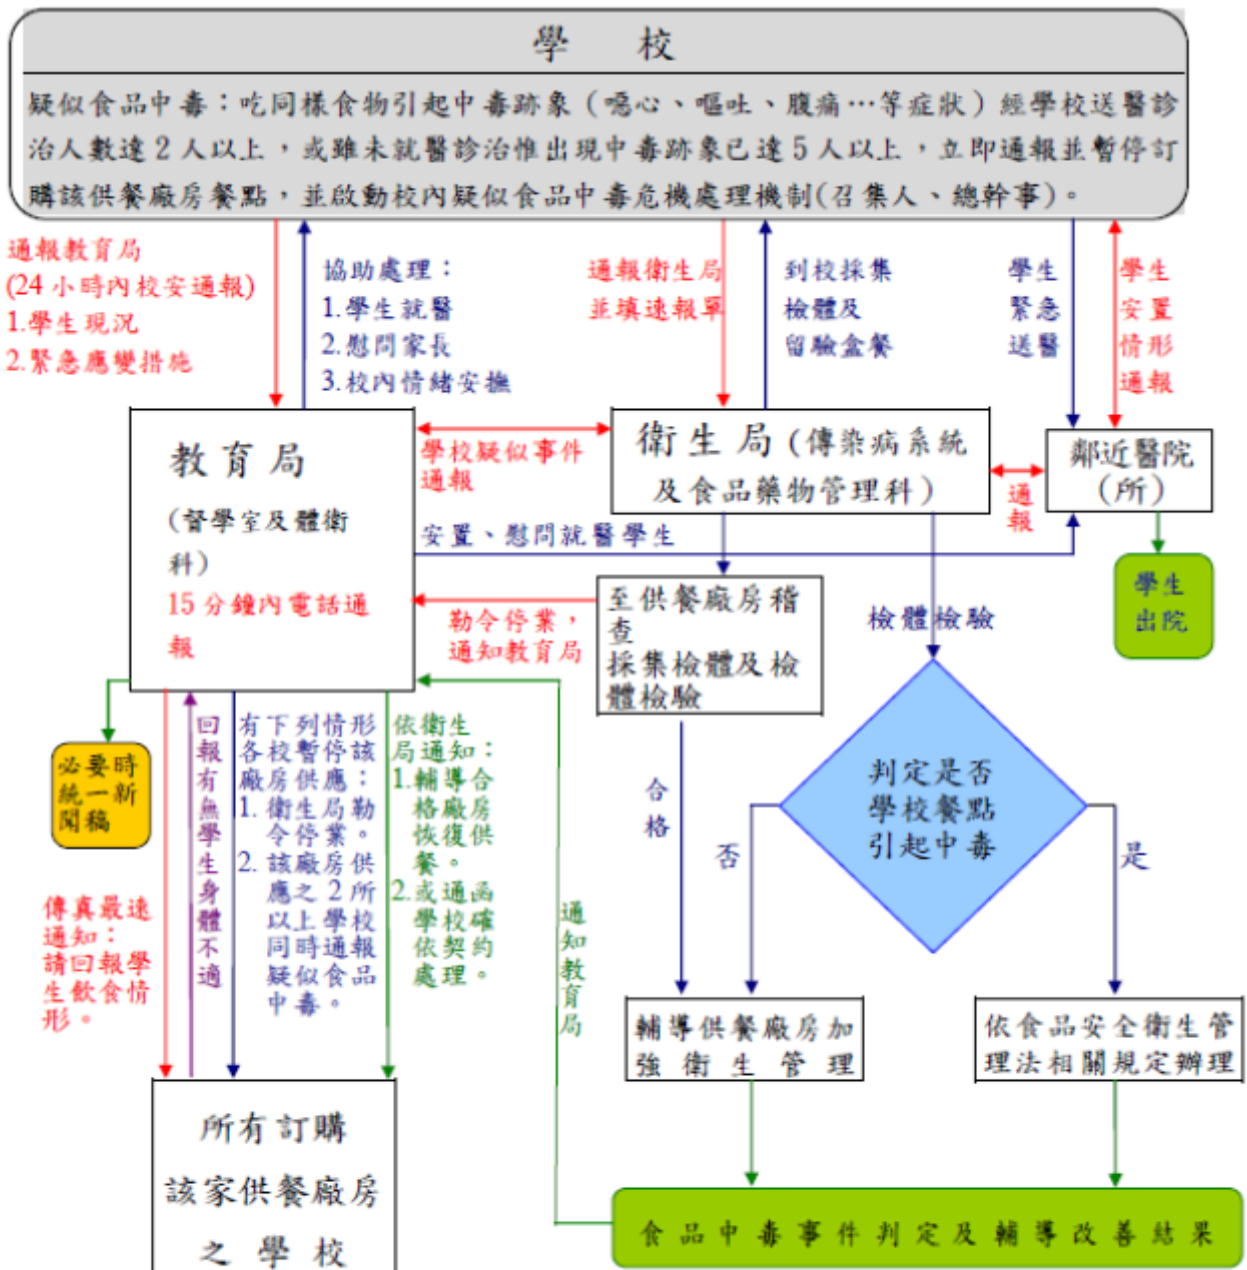 學 校
疑似食品中毒：吃同樣食物引起中毒跡象（噁心、嘔吐、腹痛…等症狀）經學校送醫診
治人數達 2 人以上，或雖未就醫診治惟出現中毒跡象已達 5 人以上，立即通報並暫停訂
購該供餐廠房餐點，並啟動校內疑似食品中毒危機處理機制(召集人、總幹事)。
通報教育局
(24 小時內校安通報)
1.學生現況
2.緊急應變措施
協助處理：
1.學生就醫
2.慰問家長
3.校內情緒安撫
通報衛生局
並填速報單
到校採集
檢體及
留驗盒餐
學生
緊急
送醫
學生
安置
情形
通報
教育局
(督學室及體衛
科)
15 分鐘內電話通
報
學校疑似事件
通報
衛生局(傳染病系統
及食品藥物管理科)
通報
鄰近醫院
(所)
安置、慰問就醫學生
學生
出院
勒令停業，
通知教育局
至供餐廠房稽
查
採集檢體及檢
體檢驗
檢體檢驗
必要時
統一新
聞稿
回報有無學生身體不適
有下列情形
各校暫停該
廠房供應：
1. 衛生局勒
令停業。
2. 該廠房供
應之 2 所
以上學校
同時通報
疑似食品
中毒。
依衛生
局通知：
1.輔導合
格廠房
恢復供
餐。
2.或通函
學校確
依契約
處理。
合格
否
判定是否
學校餐點
引起中毒
是
傳真最速
通知：
請回報學
生飲食情
形。
通知教育局
輔導供餐廠房加
強衛生管理
依食品安全衛生管
理法相關規定辦理
所有訂購
該家供餐廠房
之學校
食品中毒事件判定及輔導改善結果